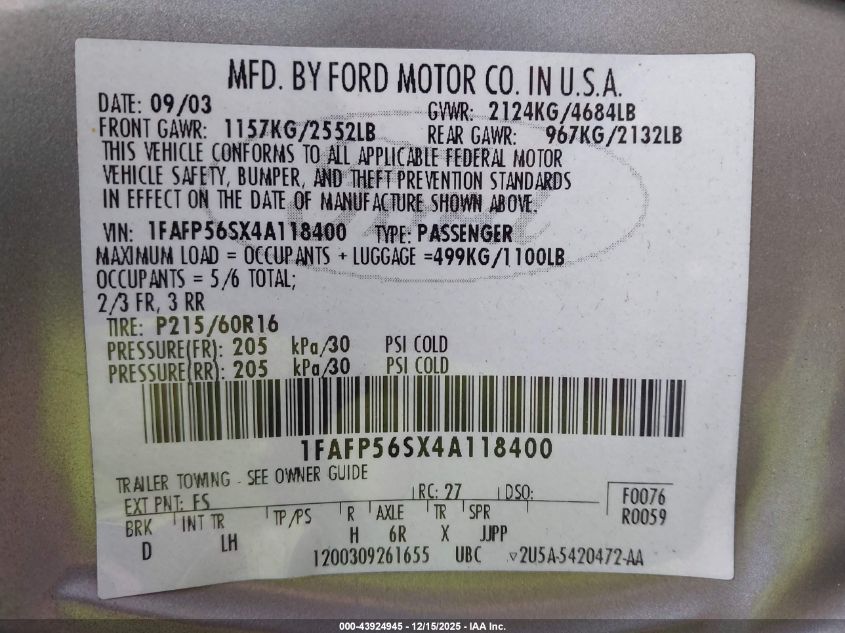 MFD. BY FORD MOTOR CO. IN U.S.A.
DATE: 09/03 GVWR: 2124KG/4684LB
FRONT GAWR: 1157KG/2552LB REAR GAWR: 967KG/2132LB
THIS VEHICLE CONFORMS TO ALL APPLICABLE FEDERAL MOTOR
VEHICLE SAFETY, BUMPER, AND THEFT PREVENTION STANDARDS
IN EFFECT ON THE DATE OF MANUFACTURE SHOWN ABOVE.
VIN: 1FAFP56SX4A118400 TYPE: PASSENGER
MAXIMUM LOAD = OCCUPANTS + LUGGAGE =499KG/1100LB
OCCUPANTS = 5/6 TOTAL;
2/3 FR, 3 RR
TIRE: P215/60R16
PRESSURE(FR): 205 kPa/30 PSI COLD
PRESSURE(RR): 205 kPa/30 PSI COLD
1FAFP56SX4A118400
TRAILER TOWING - SEE OWNER GUIDE
EXT PNT: FS RC: 27 DSO: F0076
BRK INT TR TP/PS R AXLE TR SPR R0059
D LH H 6R X JJPP
1200309261655 UBC 2U5A-5420472-AA
000-43924945 - 12/15/2025 - IAA Inc.